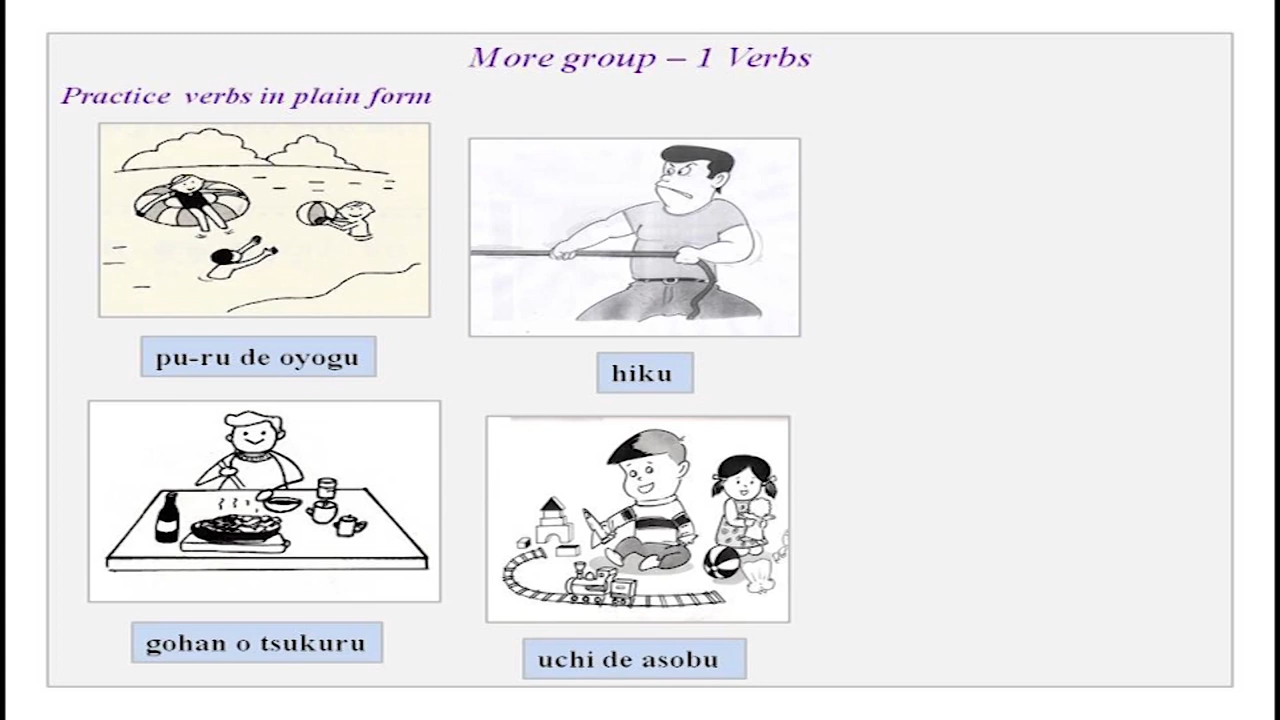 More group – 1 Verbs
Practice verbs in plain form
pu-ru de oyogu
hiku
gohan o tsukuru
uchi de asobu